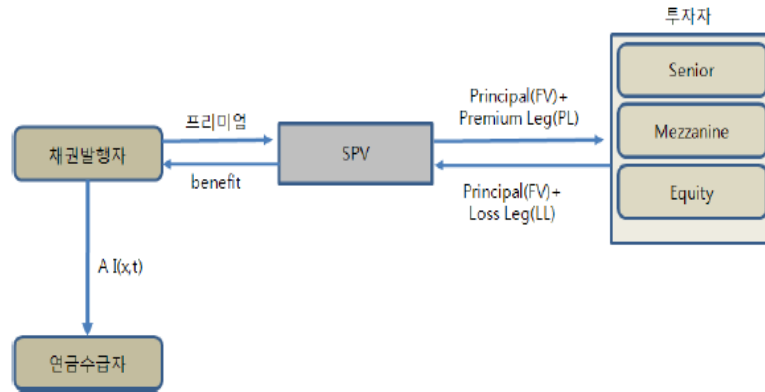 투자자
Senior
Mezzanine
Equity
Principal(FV)+
Premium Leg(PL)
Principal(FV)+
Loss Leg(LL)
SPV
프리미엄
benefit
채권발행자
A l(x,t)
연금수급자